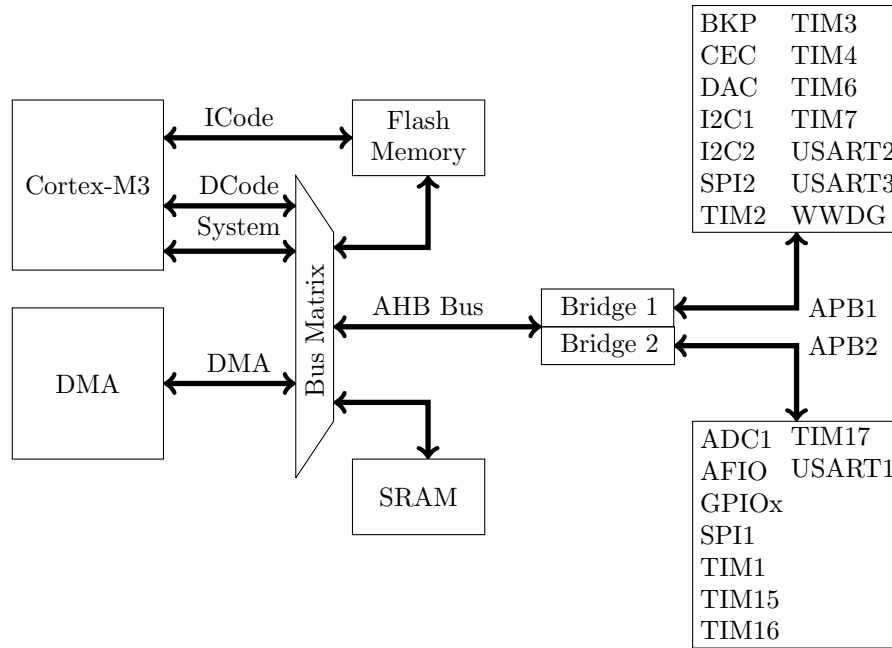 BKP TIM3
CEC TIM4
DAC TIM6
I2C1 TIM7
I2C2 USART2
SPI2 USART3
TIM2 WWDG
ICode
Flash
Memory
Cortex-M3
DCode
System
Bus Matrix
AHB Bus
Bridge 1
APB1
Bridge 2
APB2
DMA
DMA
SRAM
ADC1 TIM17
AFIO USART1
GPIOx
SPI1
TIM1
TIM15
TIM16